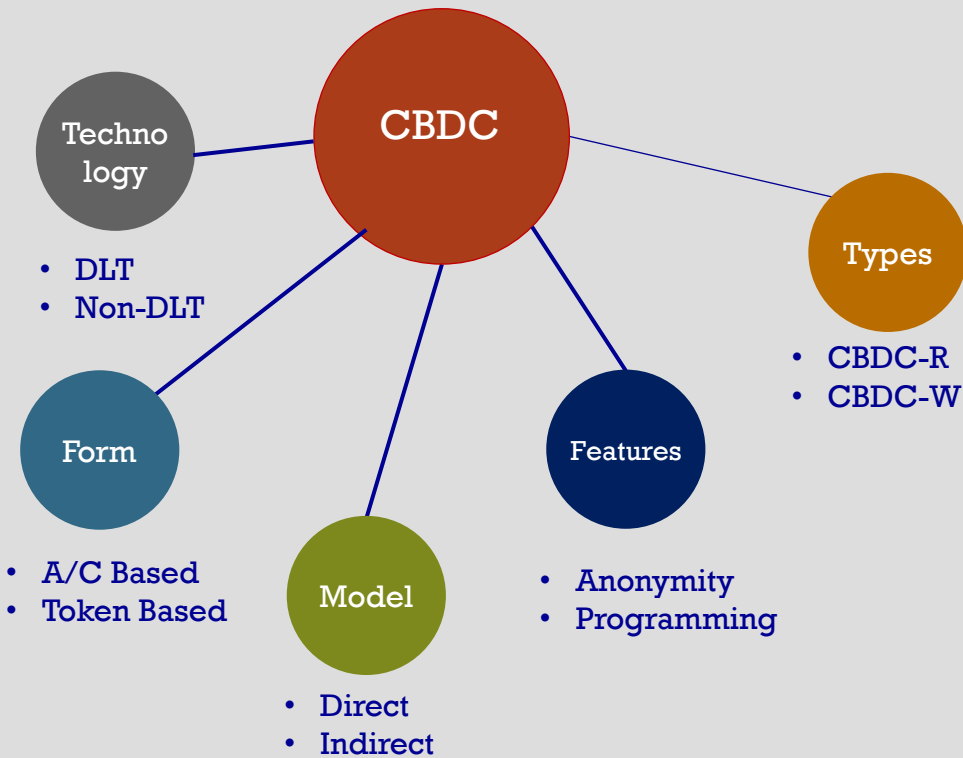 CBDC
Techno
logy
• DLT
• Non-DLT
Types
• CBDC-R
• CBDC-W
Form
• A/C Based
• Token Based
Features
• Anonymity
• Programming
Model
• Direct
• Indirect